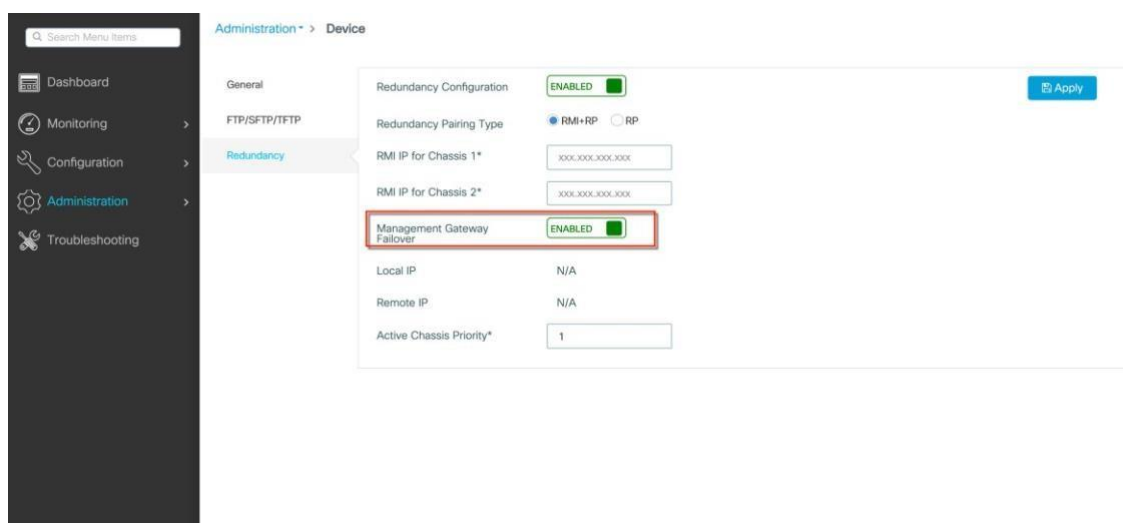 Search Menu Items
Administration > Device
Dashboard
Monitoring >
Configuration >
Administration >
Troubleshooting
General
FTP/SFTP/TFTP
Redundancy
Redundancy Configuration ENABLED
Apply
Redundancy Pairing Type RMI+RP RP
RMI IP for Chassis 1* xxx.xxx.xxx.xxx
RMI IP for Chassis 2* xxx.xxx.xxx.xxx
Management Gateway
Failover
ENABLED
Local IP N/A
Remote IP N/A
Active Chassis Priority* 1